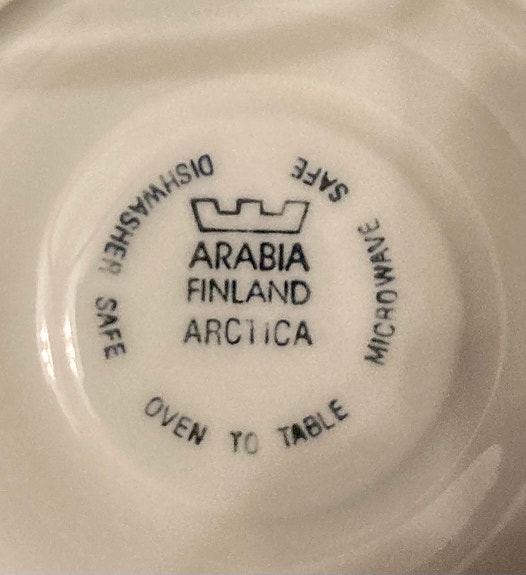 ARABIA
FINLAND
ARCTICA
DISHWASHER SAFE
OVEN TO TABLE
MICROWAVE SAFE